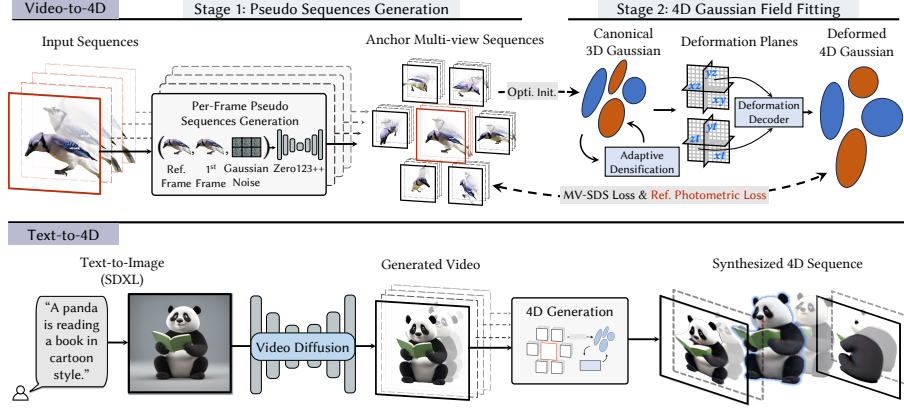 Video-to-4D
Stage 1: Pseudo Sequences Generation
Stage 2: 4D Gaussian Field Fitting
Input Sequences
Per-Frame Pseudo
Sequences Generation
Ref.
Frame
1st
Frame
Gaussian
Noise
Zero123++
Anchor Multi-view Sequences
Opti. Init.
Canonical
3D Gaussian
Adaptive
Densification
Deformation Planes
yz
xz
xy
yt
zt
xt
Deformation
Decoder
Deformed
4D Gaussian
MV-SDS Loss & Ref. Photometric Loss
Text-to-4D
Text-to-Image
(SDXL)
“A panda
is reading
a book in
cartoon
style.”
Video Diffusion
Generated Video
4D Generation
Synthesized 4D Sequence